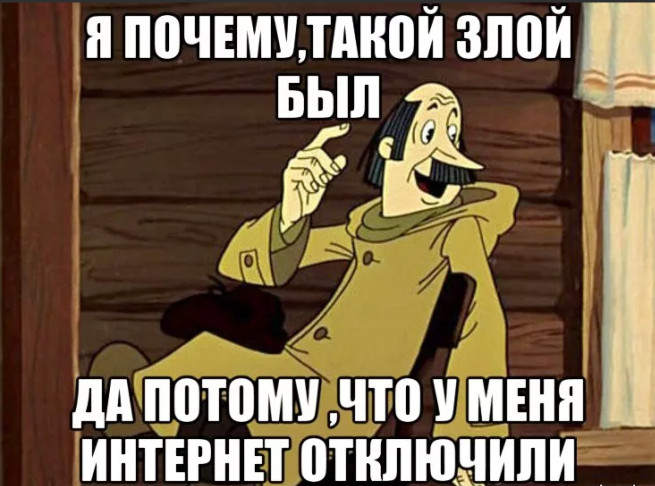 Я ПОЧЕМУ,ТАКОЙ ЗЛОЙ
БЫЛ
ДА ПОТОМУ ,ЧТО У МЕНЯ
ИНТЕРНЕТ ОТКЛЮЧИЛИ